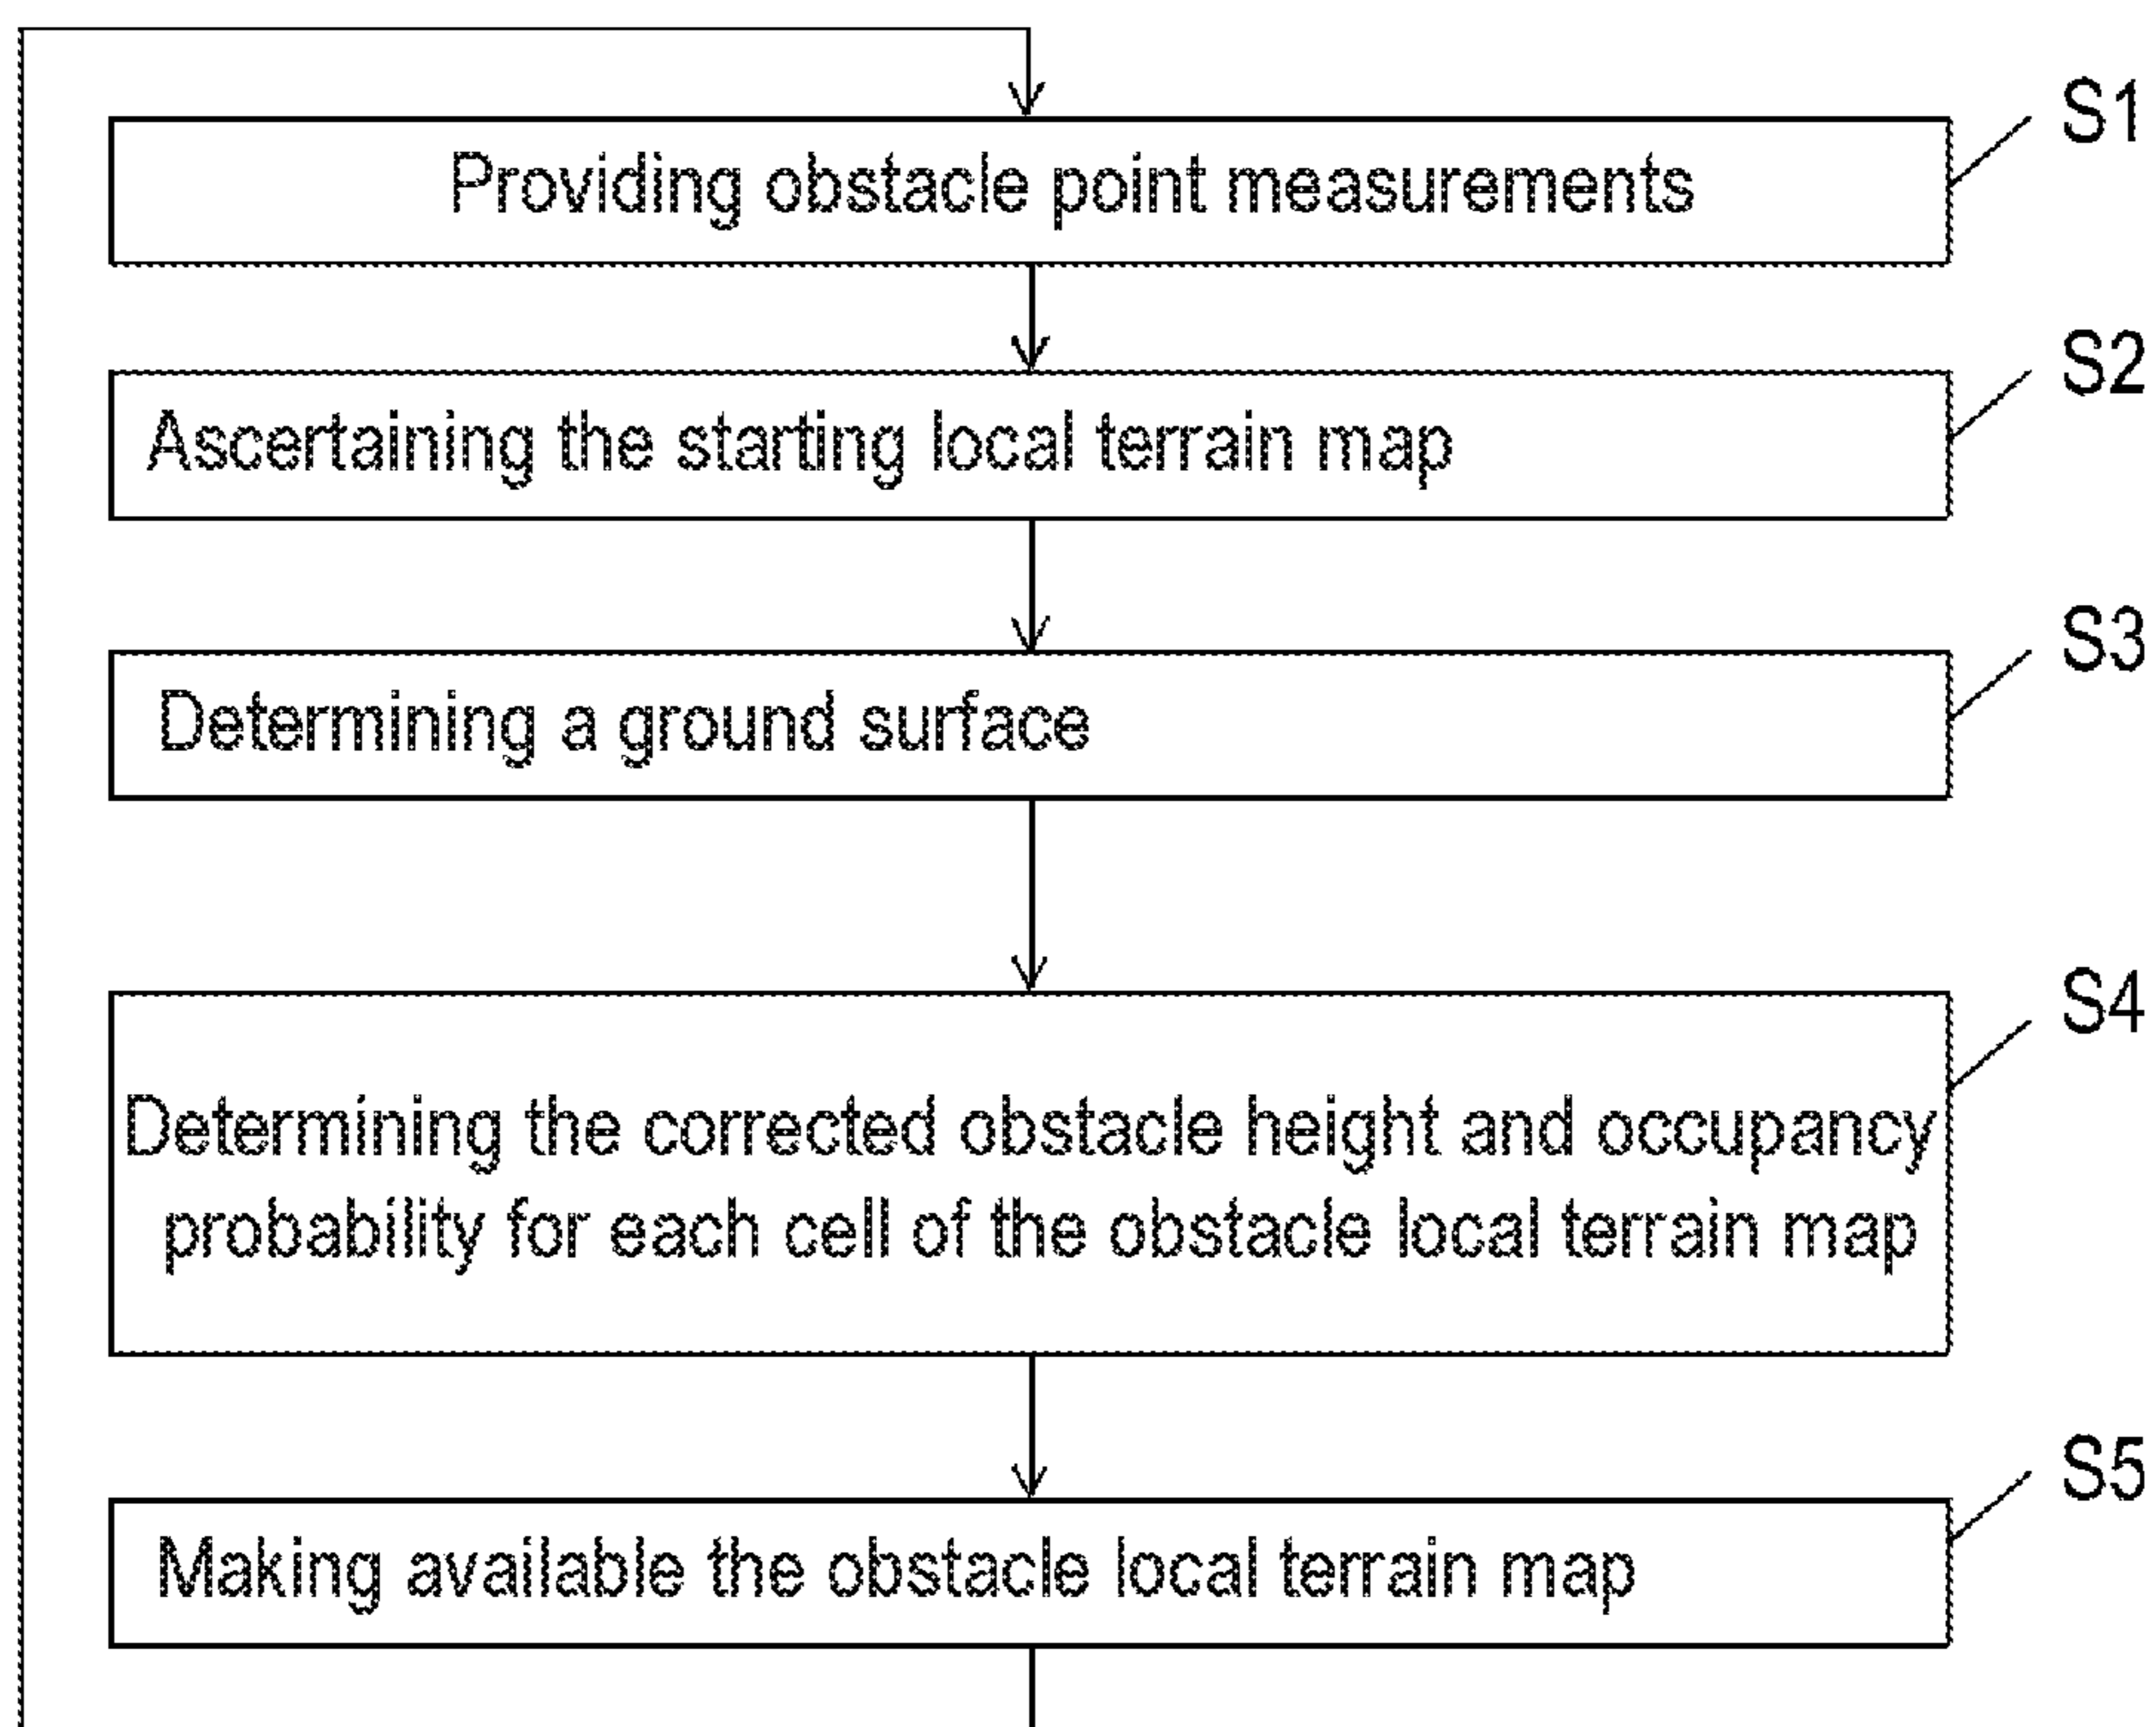 S1
Providing obstacle point measurements
S2
Ascertaining the starting local terrain map
S3
Determining a ground surface
S4
Determining the corrected obstacle height and occupancy
probability for each cell of the obstacle local terrain map
S5
Making available the obstacle local terrain map